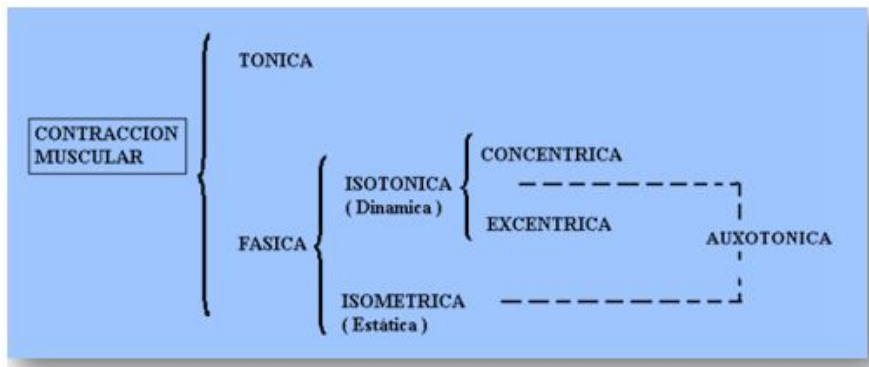 TONICA
CONTRACCION
MUSCULAR
CONCENTRICA
ISOTONICA
( Dinamica )
EXCENTRICA
FASICA
AUXOTONICA
ISOMETRICA
( Estática )